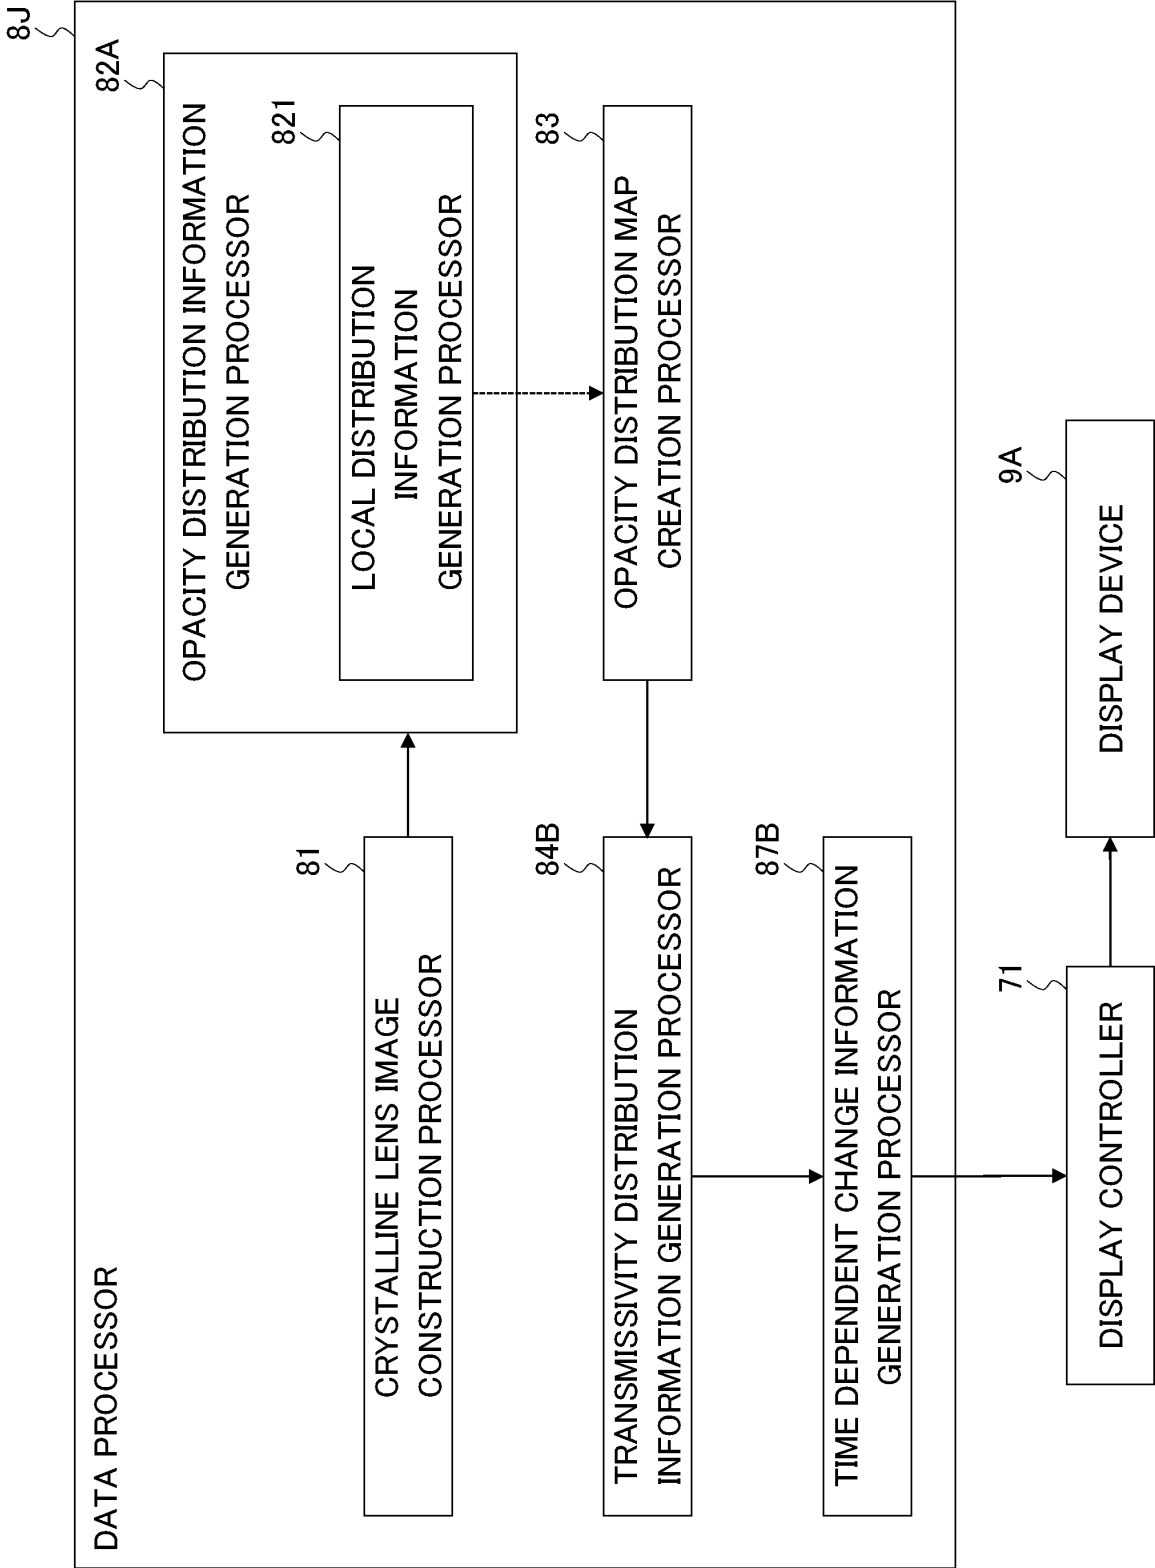 8J
DATA PROCESSOR
82A
OPACITY DISTRIBUTION INFORMATION
GENERATION PROCESSOR
821
LOCAL DISTRIBUTION
INFORMATION
GENERATION PROCESSOR
81
CRYSTALLINE LENS IMAGE
CONSTRUCTION PROCESSOR
83
OPACITY DISTRIBUTION MAP
CREATION PROCESSOR
84B
TRANSMISSIVITY DISTRIBUTION
INFORMATION GENERATION PROCESSOR
87B
TIME DEPENDENT CHANGE INFORMATION
GENERATION PROCESSOR
71
DISPLAY CONTROLLER
9A
DISPLAY DEVICE